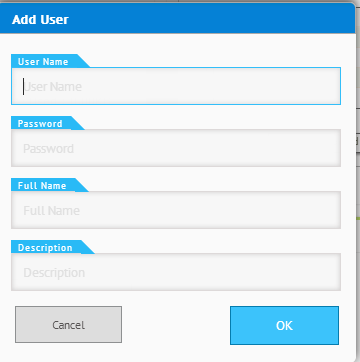 Add User
User Name
User Name
Password
Password
Full Name
Full Name
Description
Description
Cancel
OK